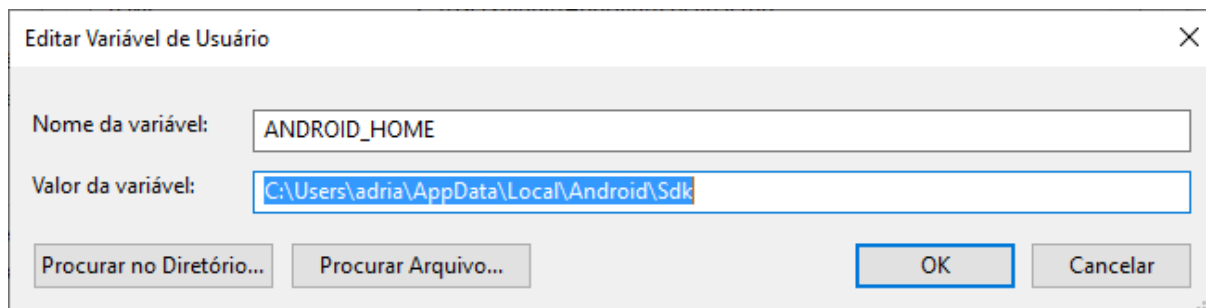 Editar Variável de Usuário
Nome da variável: ANDROID_HOME
Valor da variável: C:\Users\adria\AppData\Local\Android\Sdk
Procurar no Diretório... Procurar Arquivo... OK Cancelar